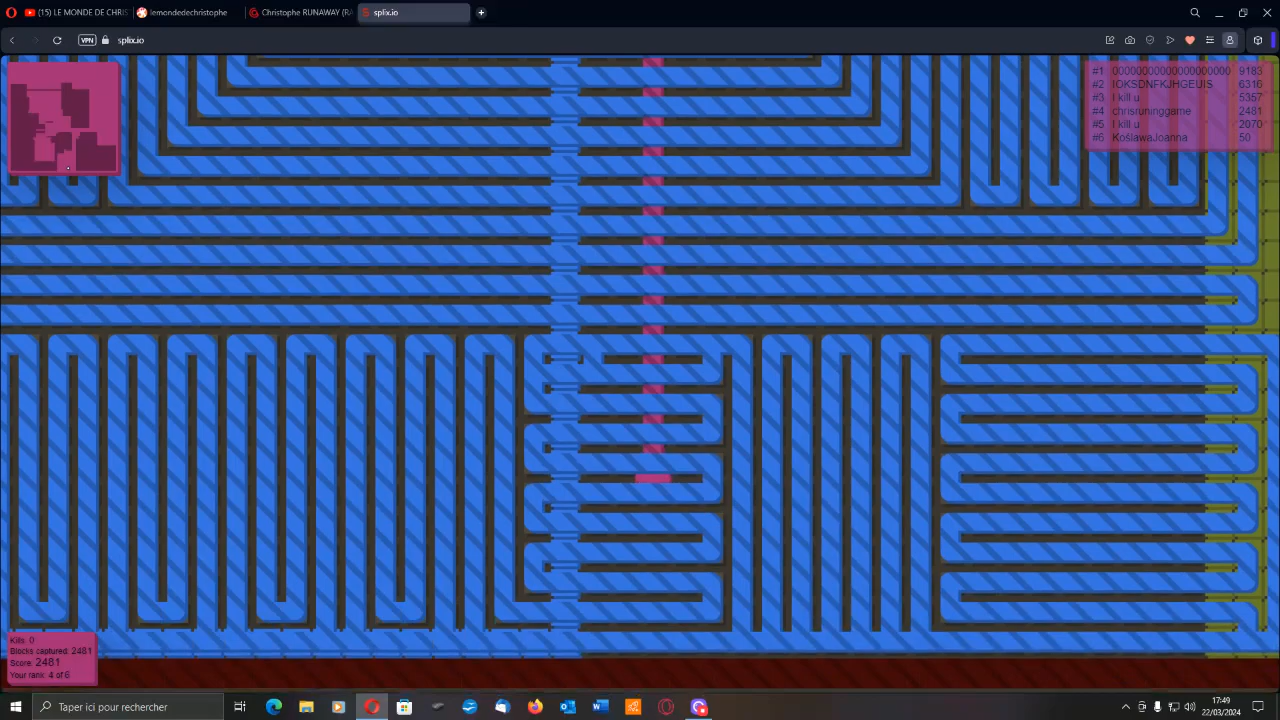 (15) LE MONDE DE CHRIS
lemondedechristophe
Christophe RUNAWAY (RA
splix.io
VPN
splix.io
#1 00000000000000000000 9183
#2 IOKSDNFKJHGEUIS 6316
#3 I kill u 5357
#4 chrisruninggame 2481
#5 I kill u 2070
#6 KoślawaJoanna 50
Kills: 0
Blocks captured: 2481
Score: 2481
Your rank: 4 of 6
Taper ici pour rechercher
17:49
22/03/2024